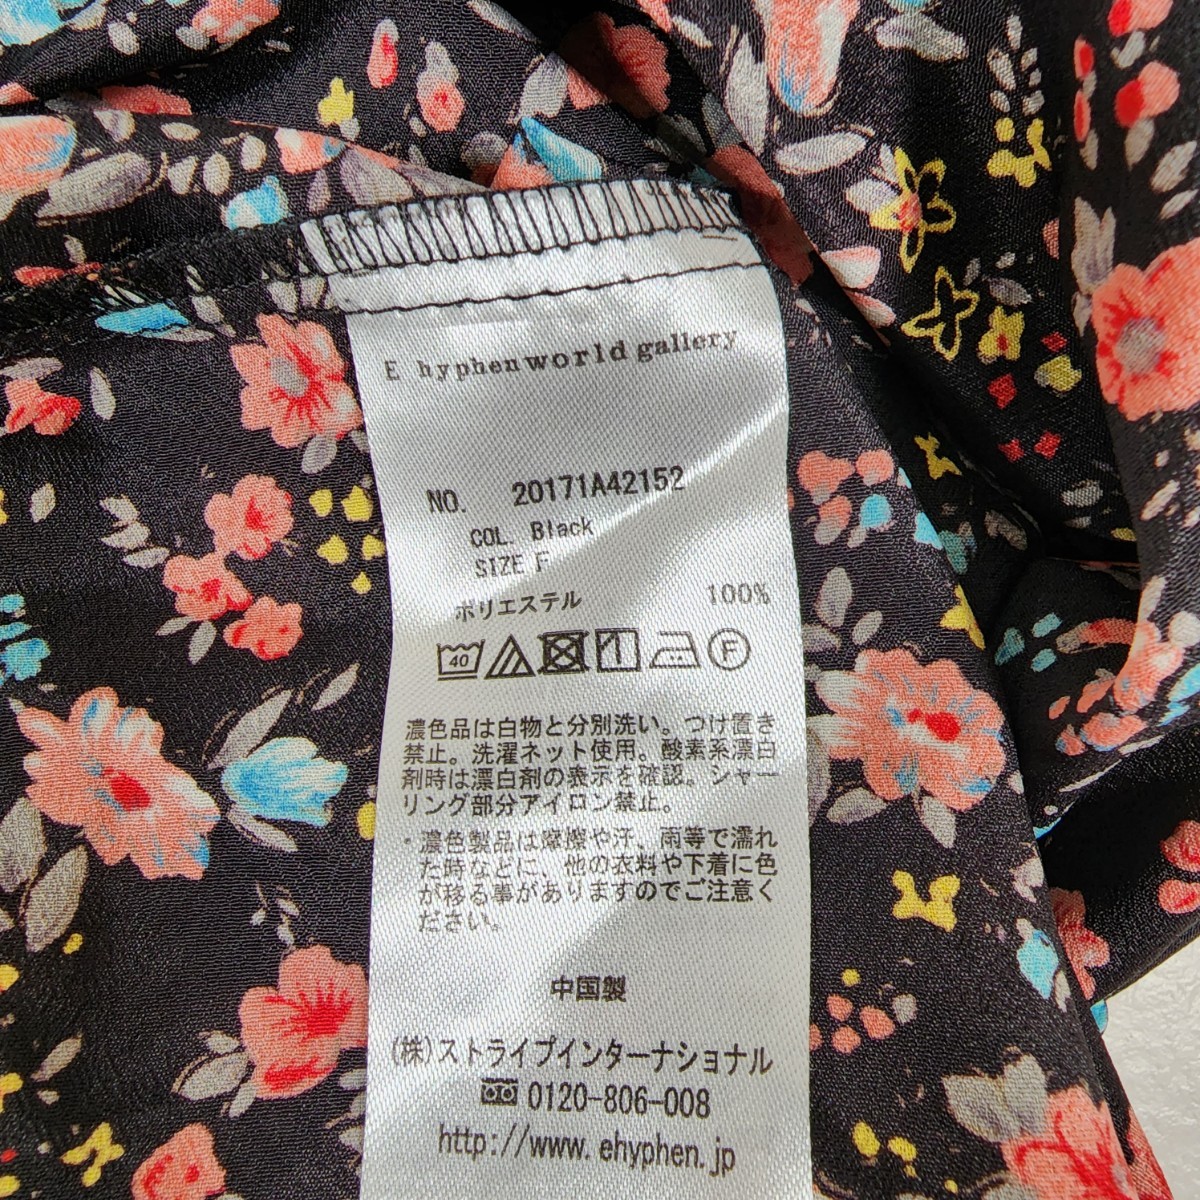 E hyphen world gallery
NO. 20171A42152
COL. Black
SIZE F
ポリエステル 100%
40 F
濃色品は白物と分別洗い。つけ置き
禁止。洗濯ネット使用。酸素系漂白
剤時は漂白剤の表示を確認。シャー
リング部分アイロン禁止。
・濃色製品は摩擦や汗、雨等で濡れ
た時などに、他の衣料や下着に色
が移る事がありますのでご注意く
ださい。
中国製
(株)ストライプインターナショナル
0120-806-008
http://www.ehyphen.jp